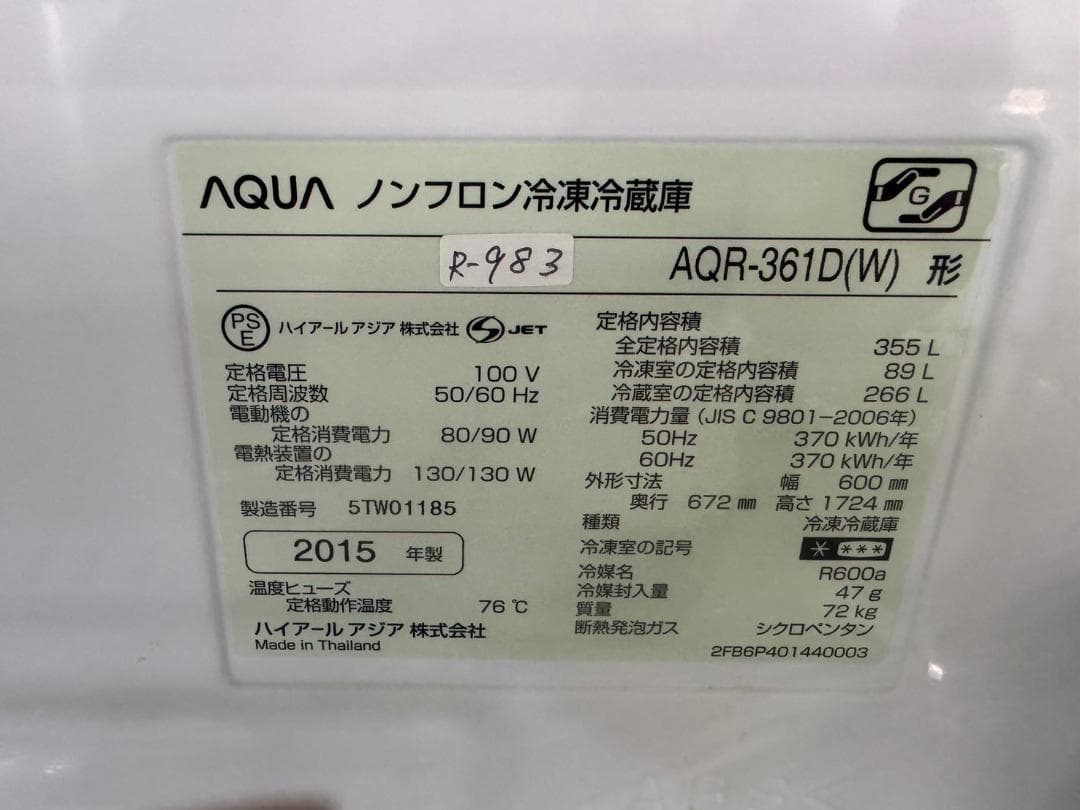 AQUA ノンフロン冷凍冷蔵庫
G
R-983
AQR-361D(W) 形
PS E ハイアール アジア 株式会社 JET
定格電圧 100 V
定格周波数 50/60 Hz
電動機の
定格消費電力 80/90 W
電熱装置の
定格消費電力 130/130 W
製造番号 5TW01185
2015 年製
温度ヒューズ
定格動作温度 76 ℃
ハイアール アジア 株式会社
Made in Thailand
定格内容積
全定格内容積 355 L
冷凍室の定格内容積 89 L
冷蔵室の定格内容積 266 L
消費電力量 (JIS C 9801-2006年)
50Hz 370 kWh/年
60Hz 370 kWh/年
外形寸法 幅 600 mm
奥行 672 mm 高さ 1724 mm
種類 冷凍冷蔵庫
冷凍室の記号 * ***
冷媒名 R600a
冷媒封入量 47 g
質量 72 kg
断熱発泡ガス シクロペンタン
2FB6P401440003